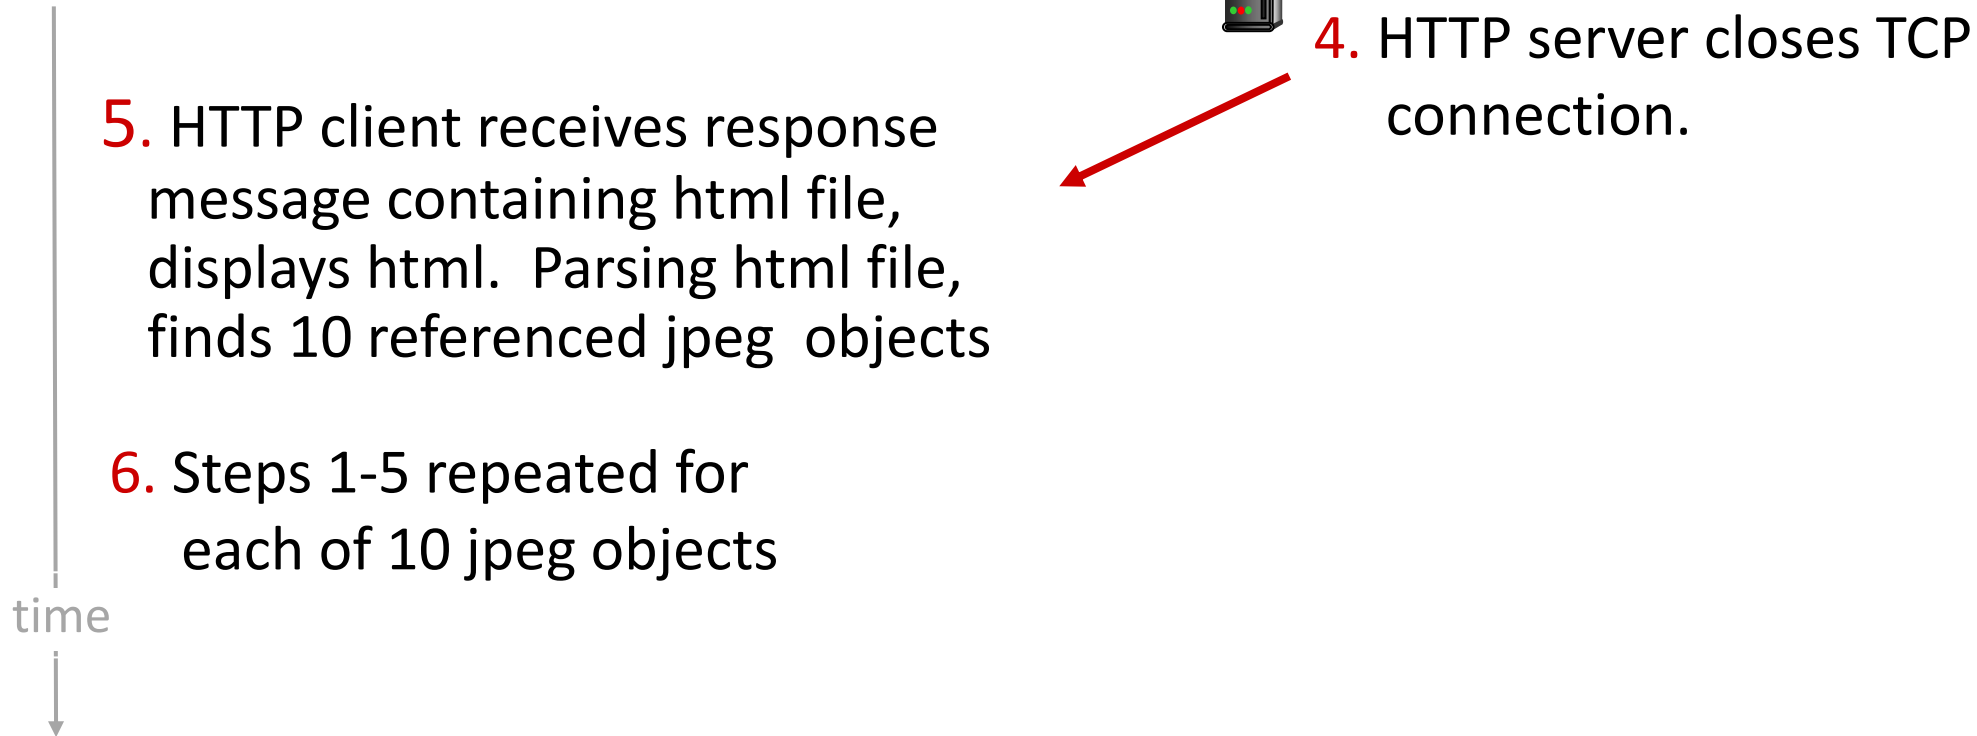 4. HTTP server closes TCP
connection.
5. HTTP client receives response
message containing html file,
displays html.  Parsing html file,
finds 10 referenced jpeg  objects
6. Steps 1-5 repeated for
each of 10 jpeg objects
time